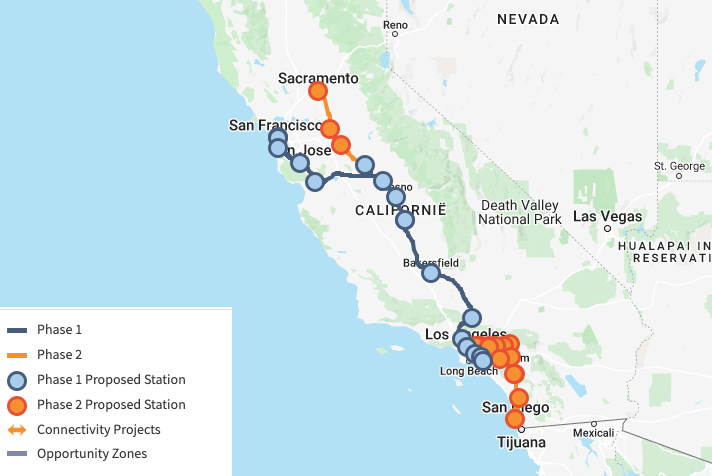 Reno
NEVADA
Sacramento
San Francisco
n Jose
St. George
sno
CALIFORNIË
Death Valley
National Park
Las Vegas
HUALAPAI IN
RESERVATI
Bakersfield
Los Angeles
m
Long Beach
San Diego
Tijuana
Mexicali
Phase 1
Phase 2
Phase 1 Proposed Station
Phase 2 Proposed Station
Connectivity Projects
Opportunity Zones